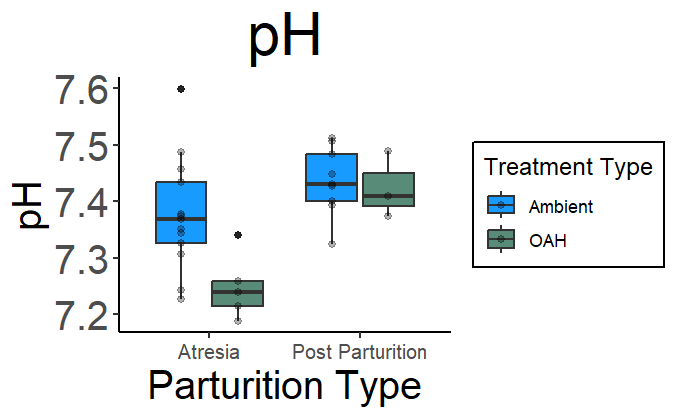 pH
7.6
7.5
7.4
7.3
7.2
pH
Atresia
Post Parturition
Parturition Type
Treatment Type
Ambient
OAH